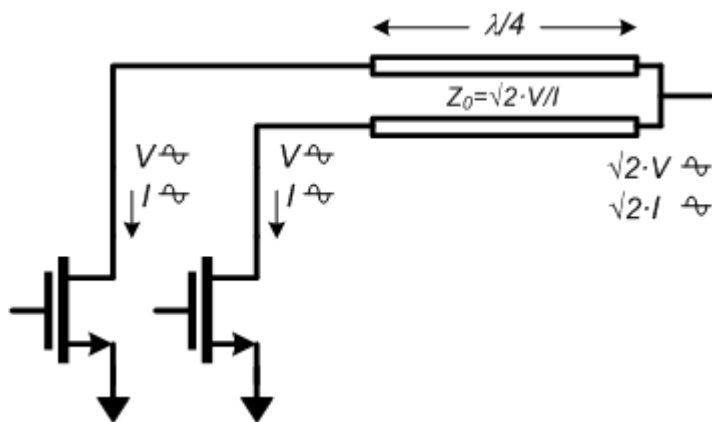 λ/4
Z₀=√2·V/I
V V
I I
√2·V
√2·I